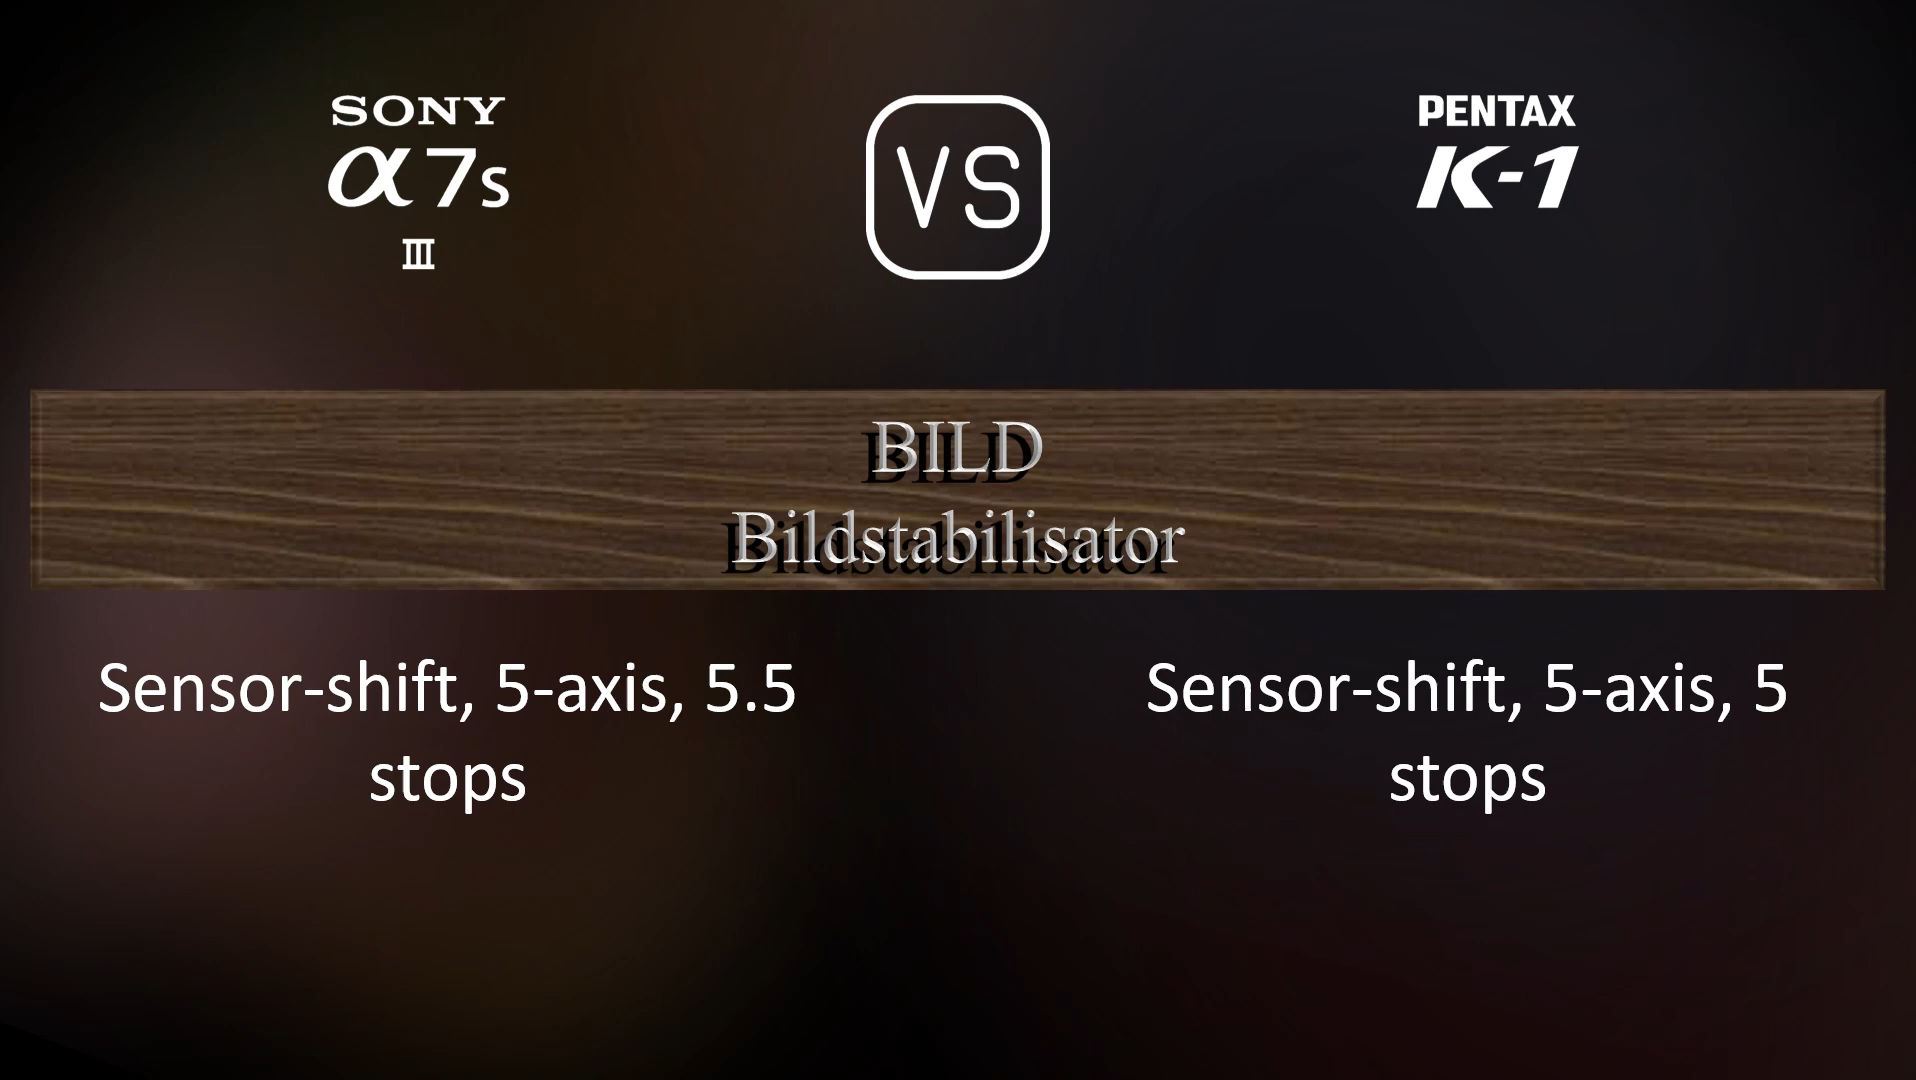 SONY
α7s
III
VS
PENTAX
K-1
BILD
Bildstabilisator
Sensor-shift, 5-axis, 5.5
stops
Sensor-shift, 5-axis, 5
stops